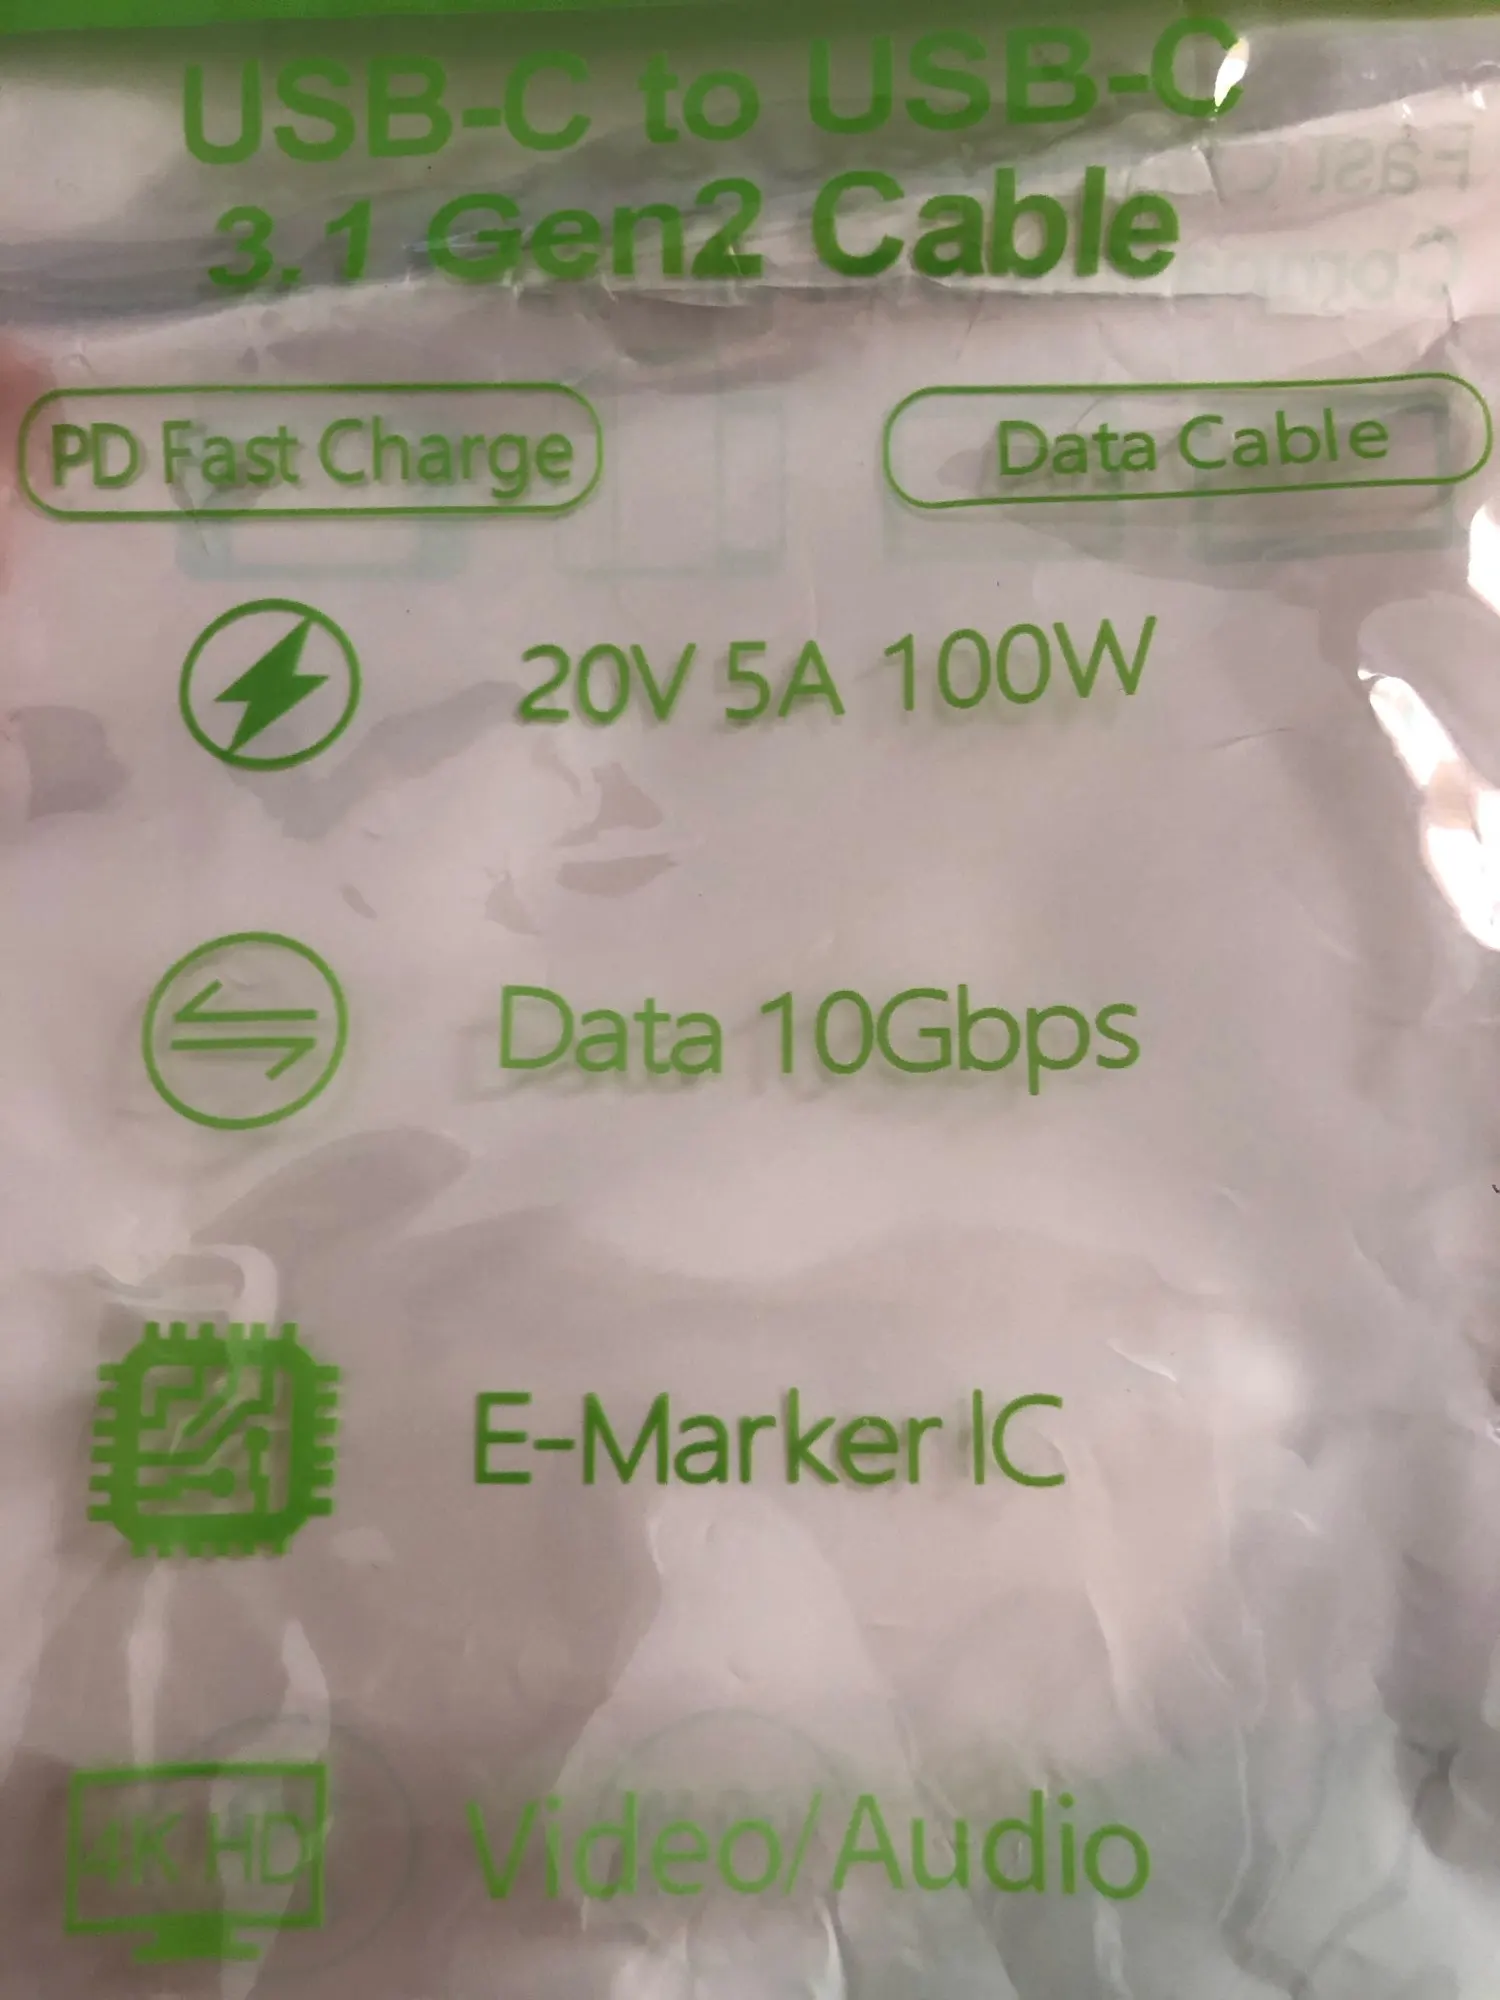 USB-C to USB-C
3.1 Gen2 Cable
PD Fast Charge
Data Cable
20V 5A 100W
Data 10Gbps
E-Marker IC
4K HD
Video/Audio